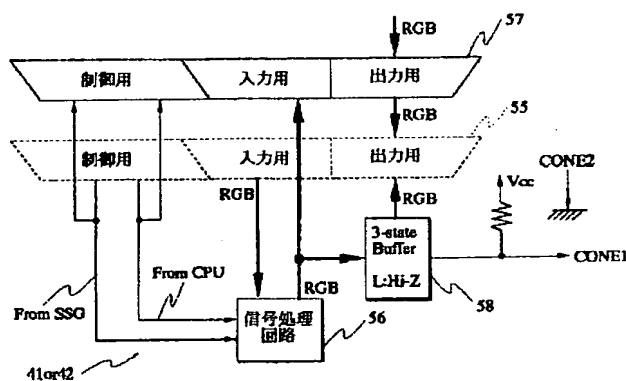 RGB
57
制御用 入力用 出力用
RGB
55
制御用 入力用 出力用
CONE2
RGB
RGB
Vcc
3-state
Buffer
L:Hi-Z
CONE1
From CPU
RGB
58
From SSG
信号処理
回路
56
41or42